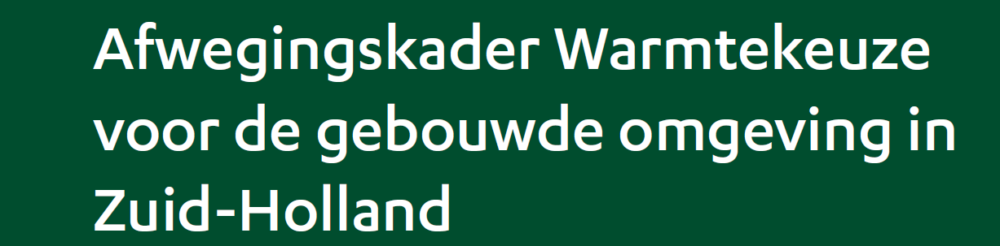 Afwegingskader Warmtekeuze
voor de gebouwde omgeving in
Zuid-Holland